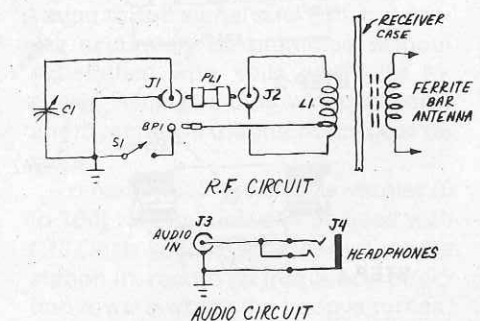 RECEIVER
CASE
J1
PL1
J2
C1
L1
FERRITE
BAR
ANTENNA
S1
BP1
R.F. CIRCUIT
J3
J4
AUDIO
IN
HEADPHONES
AUDIO CIRCUIT